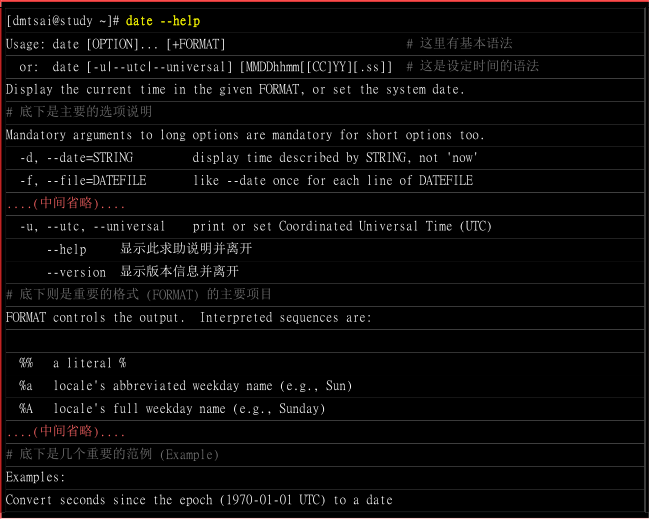 [dmtsai@study ~]# date --help
Usage: date [OPTION]... [+FORMAT] # 这里有基本语法
or: date [-u|--utc|--universal] [MMDDhhmm[[CC]YY][.ss]] # 这是设定时间的语法
Display the current time in the given FORMAT, or set the system date.
# 底下是主要的选项说明
Mandatory arguments to long options are mandatory for short options too.
-d, --date=STRING display time described by STRING, not 'now'
-f, --file=DATEFILE like --date once for each line of DATEFILE
....(中间省略)....
-u, --utc, --universal print or set Coordinated Universal Time (UTC)
--help 显示此求助说明并离开
--version 显示版本信息并离开
# 底下则是重要的格式 (FORMAT) 的主要项目
FORMAT controls the output. Interpreted sequences are:
%% a literal %
%a locale's abbreviated weekday name (e.g., Sun)
%A locale's full weekday name (e.g., Sunday)
....(中间省略)....
# 底下是几个重要的范例 (Example)
Examples:
Convert seconds since the epoch (1970-01-01 UTC) to a date